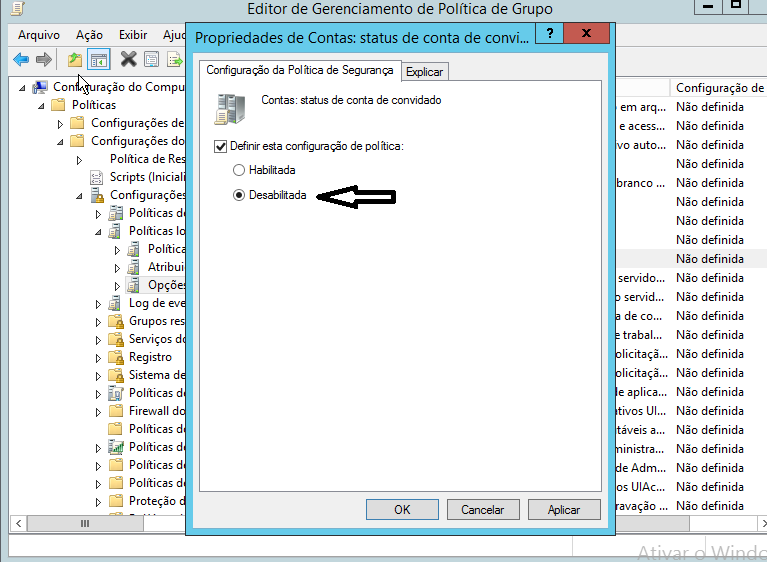 Editor de Gerenciamento de Política de Grupo
Arquivo Ação Exibir Aju
Propriedades de Contas: status de conta de convi...
?
x
Configuração da Política de Segurança
Explicar
Contas: status de conta de convidado
Definir esta configuração de política:
Habilitada
Desabilitada
OK
Cancelar
Aplicar
Configuração do Compu
Políticas
Configurações de
Configurações do
Política de Res
Scripts (Iniciali
Configurações
Políticas de
Políticas lo
Política
Atribui
Opções
Log de eve
Grupos res
Serviços do
Registro
Sistema de
Políticas de
Firewall do
Políticas de
Políticas de
Políticas de
Políticas de
Proteção d
Configuração de
em arq... Não definida
e acess... Não definida
vo auto... Não definida
Não definida
branco ... Não definida
Não definida
Não definida
Não definida
Não definida
servido... Não definida
o servid... Não definida
a de co... Não definida
e trabal... Não definida
olicitaçã... Não definida
olicitaçã... Não definida
de aplica... Não definida
ativos UI... Não definida
táveis a... Não definida
ministra... Não definida
de Adm... Não definida
os UIAc... Não definida
ravação ... Não definida
Ativar o Windo